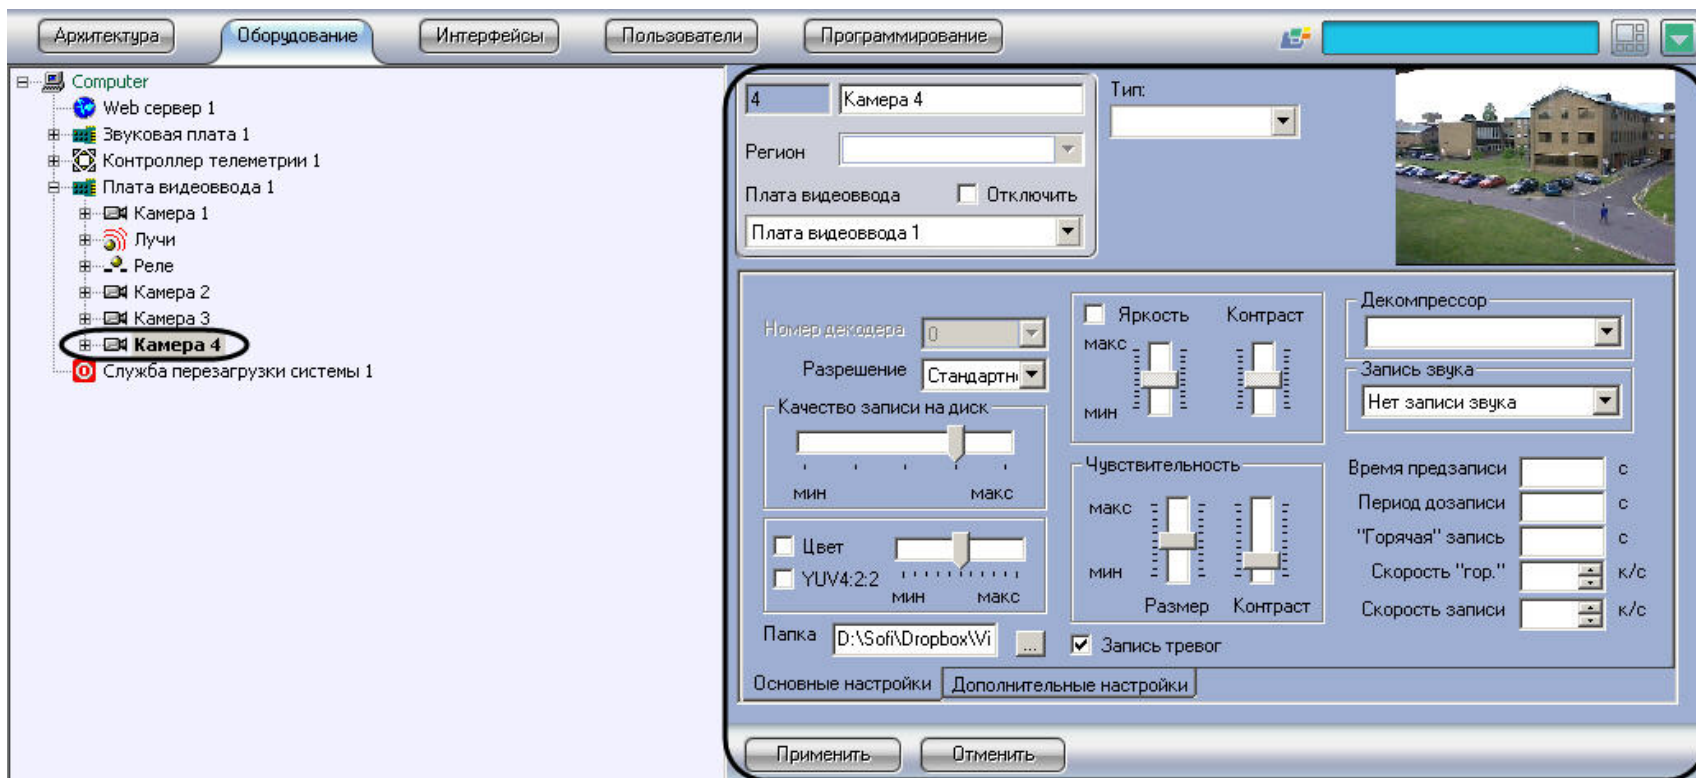 Архитектура Оборудование Интерфейсы Пользователи Программирование
Computer
Web сервер 1
Звуковая плата 1
Контроллер телеметрии 1
Плата видеоввода 1
Камера 1
Лучи
Реле
Камера 2
Камера 3
Камера 4
Служба перезагрузки системы 1
4 Камера 4
Тип:
Регион
Плата видеоввода Отключить
Плата видеоввода 1
Номер декодера 0
Разрешение Стандартн
Качество записи на диск
мин макс
Цвет
YUV4:2:2
мин макс
Папка D:\Sofi\Dropbox\Vi ...
Яркость Контраст
макс
мин
Чувствительность
макс
мин
Размер Контраст
Запись тревог
Декомпрессор
Запись звука
Нет записи звука
Время предзаписи с
Период дозаписи с
"Горячая" запись с
Скорость "гор." к/с
Скорость записи к/с
Основные настройки Дополнительные настройки
Применить Отменить